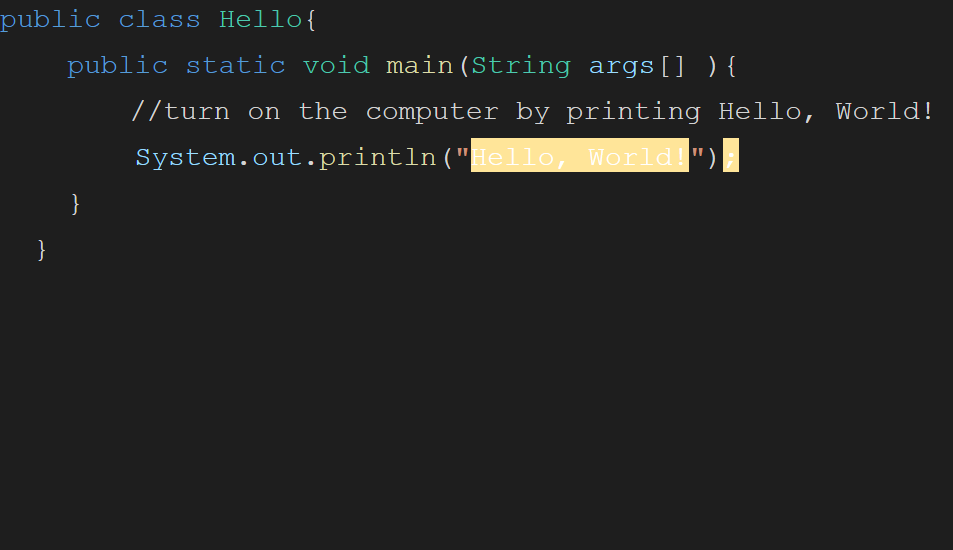 public class Hello{
public static void main(String args[] ){
//turn on the computer by printing Hello, World!
System.out.println("Hello, World!");
}
}